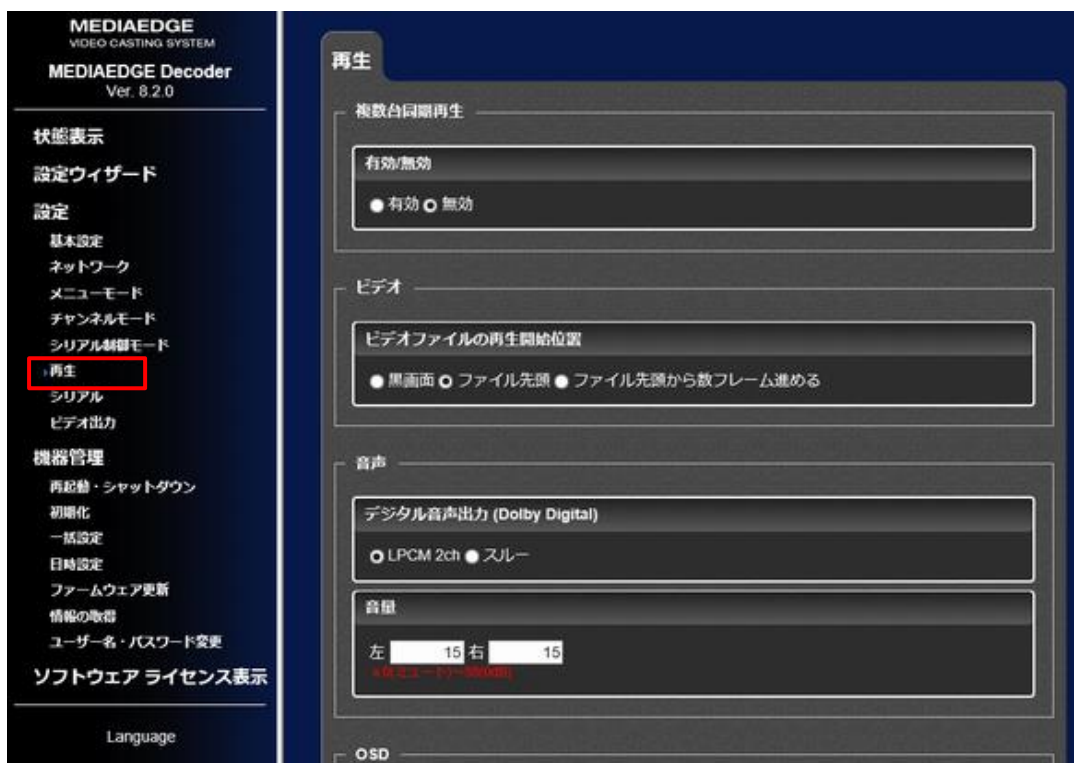 MEDIAEDGE
VIDEO CASTING SYSTEM
MEDIAEDGE Decoder
Ver. 8.2.0
状態表示
設定ウィザード
設定
基本設定
ネットワーク
メニューモード
チャンネルモード
シリアル制御モード
再生
シリアル
ビデオ出力
機器管理
再起動・シャットダウン
初期化
一括設定
日時設定
ファームウェア更新
情報の取得
ユーザー名・パスワード変更
ソフトウェア ライセンス表示
Language
再生
複数台同期再生
有効/無効
有効 無効
ビデオ
ビデオファイルの再生開始位置
黒画面 ファイル先頭 ファイル先頭から数フレーム進める
音声
デジタル音声出力 (Dolby Digital)
LPCM 2ch スルー
音量
左 15 右 15
OSD